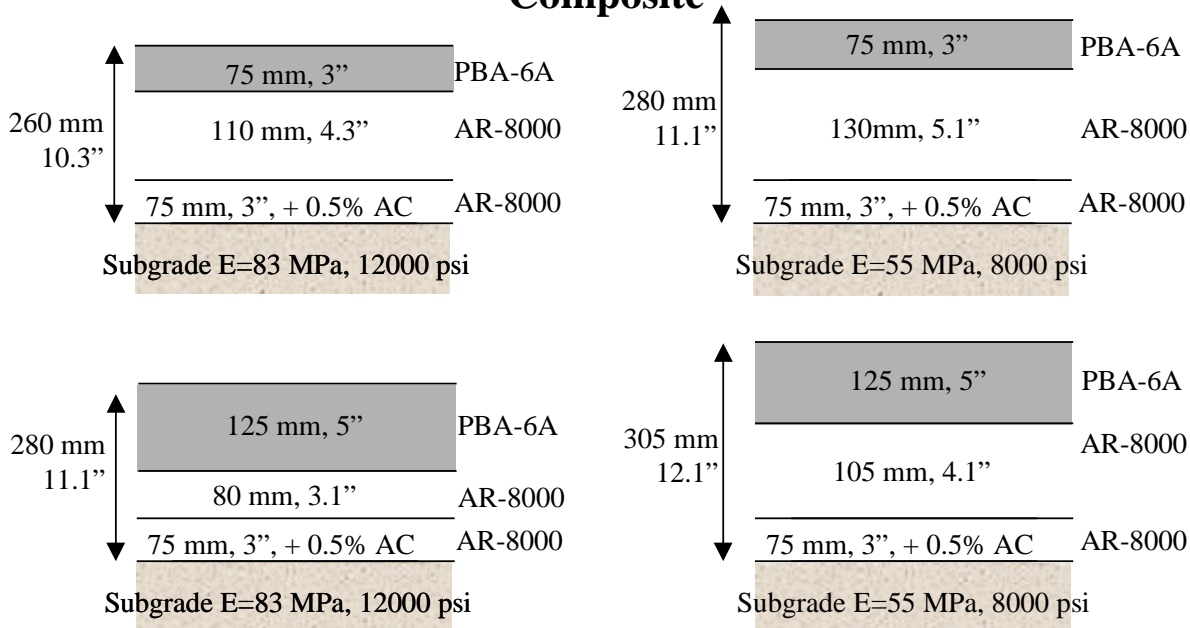 Composite
75 mm, 3” PBA-6A
260 mm
10.3”
110 mm, 4.3” AR-8000
75 mm, 3”, + 0.5% AC AR-8000
Subgrade E=83 MPa, 12000 psi
75 mm, 3” PBA-6A
280 mm
11.1”
130mm, 5.1” AR-8000
75 mm, 3”, + 0.5% AC AR-8000
Subgrade E=55 MPa, 8000 psi
125 mm, 5” PBA-6A
280 mm
11.1”
80 mm, 3.1” AR-8000
75 mm, 3”, + 0.5% AC AR-8000
Subgrade E=83 MPa, 12000 psi
125 mm, 5” PBA-6A
305 mm
12.1”
AR-8000
105 mm, 4.1”
75 mm, 3”, + 0.5% AC AR-8000
Subgrade E=55 MPa, 8000 psi